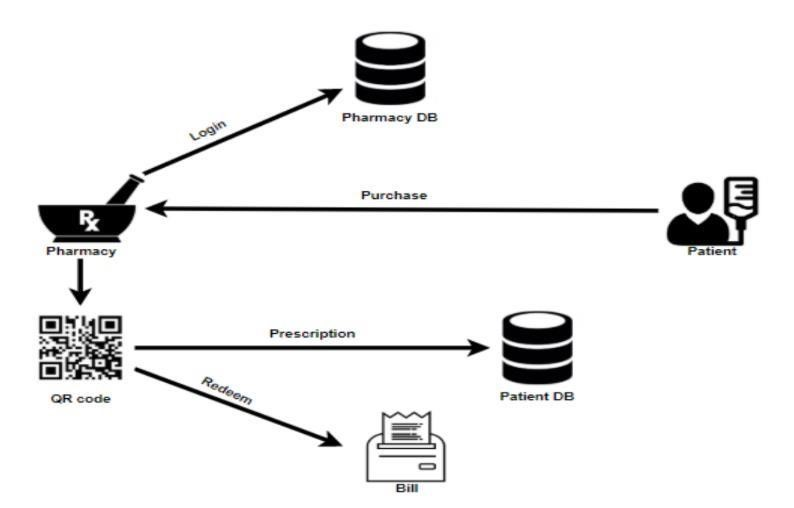 Pharmacy DB
Login
Purchase
Rx
Pharmacy
Patient
Prescription
Patient DB
Redeem
QR code
Bill